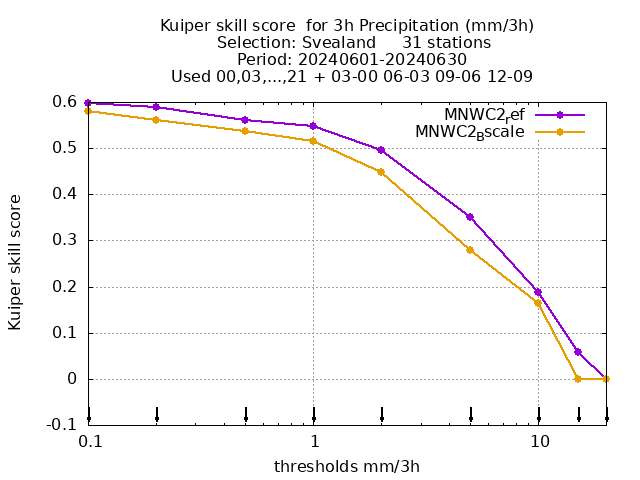 Kuiper skill score  for 3h Precipitation (mm/3h)
Selection: Svealand     31 stations
Period: 20240601-20240630
Used 00,03,...,21 + 03-00 06-03 09-06 12-09
MNWC2ref
MNWC2Bscale
0.6
0.5
0.4
0.3
0.2
0.1
0
-0.1
Kuiper skill score
0.1
1
10
thresholds mm/3h